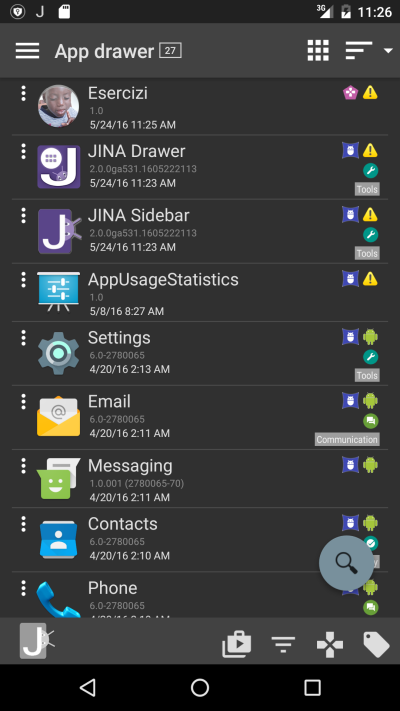 J
3G
11:26
App drawer 27
Esercizi
1.0
5/24/16 11:25 AM
JINA Drawer
2.0.0ga531.1605222113
5/24/16 11:23 AM
Tools
JINA Sidebar
2.0.0ga531.1605222113
5/24/16 11:23 AM
Tools
AppUsageStatistics
1.0
5/8/16 8:27 AM
Settings
6.0-2780065
4/20/16 2:13 AM
Tools
Email
6.0-2780065
4/20/16 2:11 AM
Communication
Messaging
1.0.001 (2780065-70)
4/20/16 2:11 AM
Contacts
6.0-2780065
4/20/16 2:10 AM
Phone
6.0-2780065
J